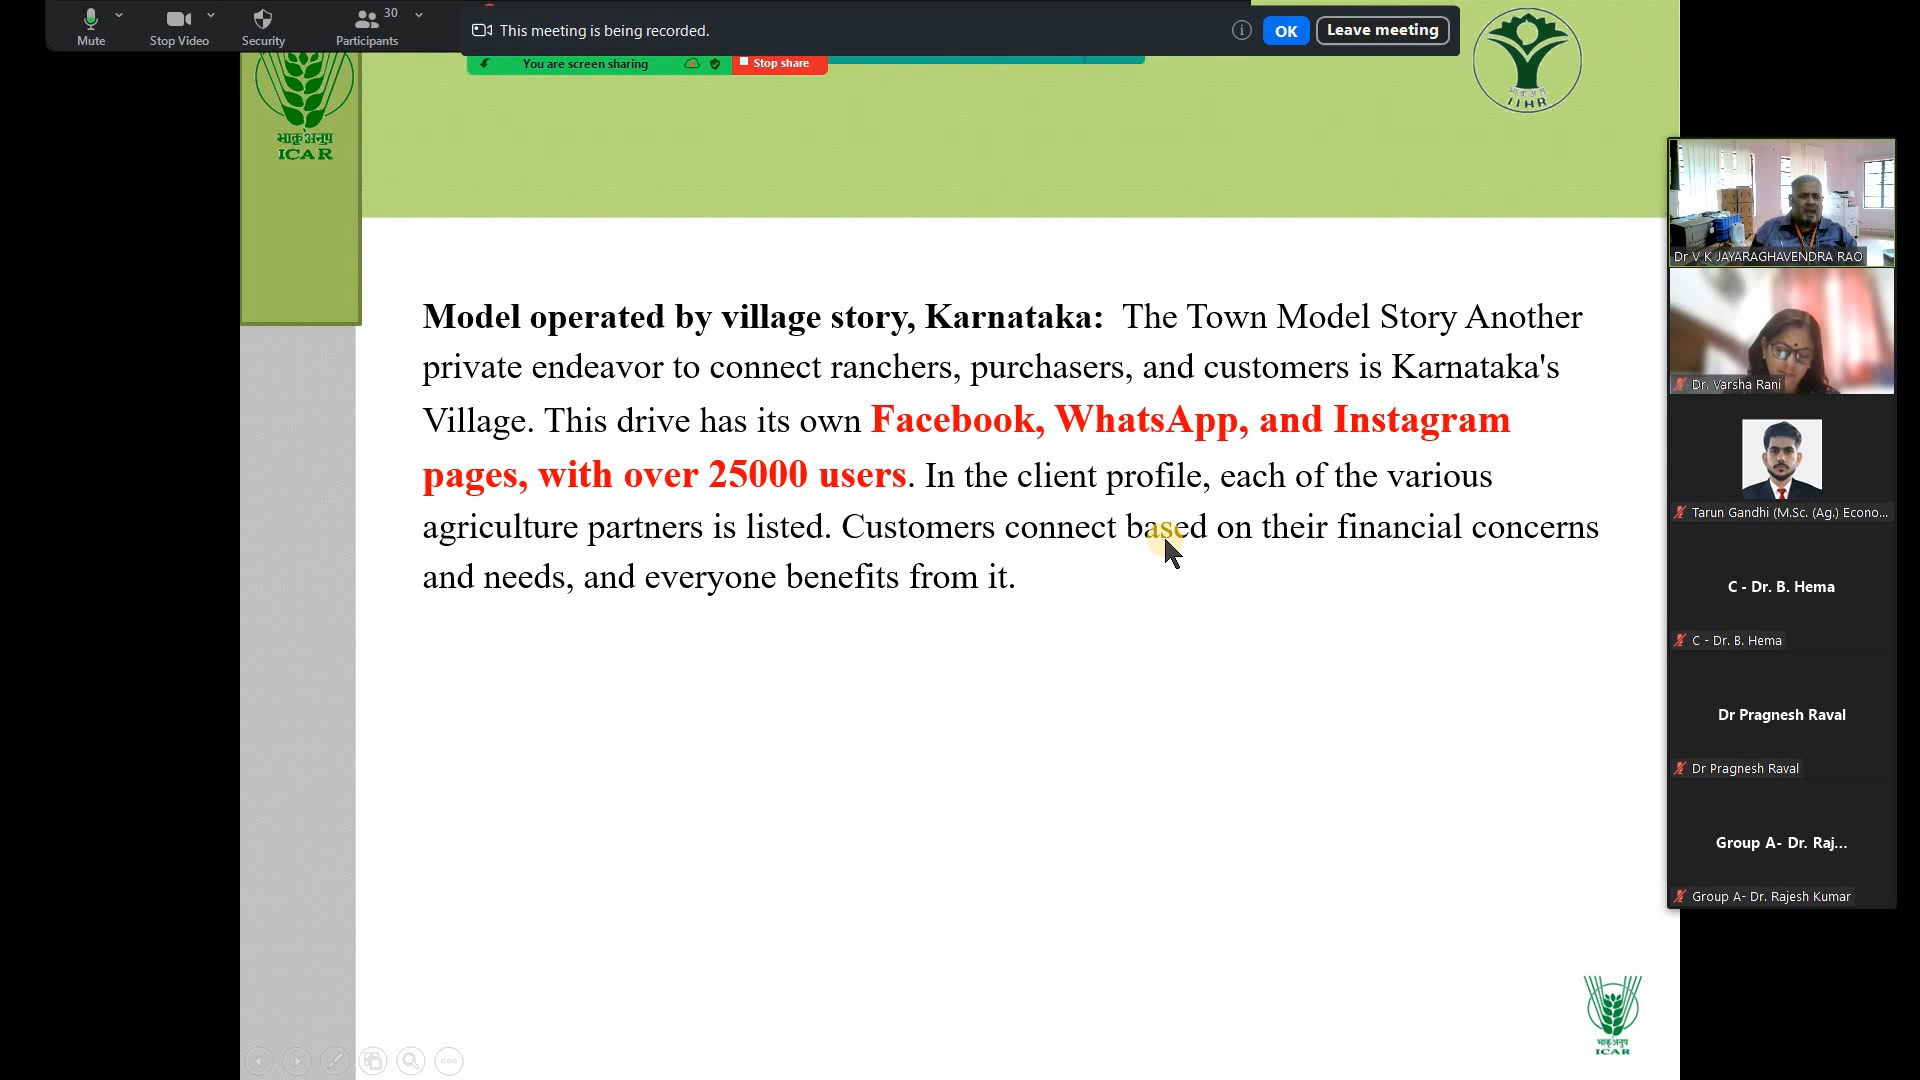 Mute
Stop Video
Security
Participants
30
This meeting is being recorded.
OK
Leave meeting
You are screen sharing
Stop share
भाकृअनुप
ICAR
IIHR
Model operated by village story, Karnataka: The Town Model Story Another
private endeavor to connect ranchers, purchasers, and customers is Karnataka's
Village. This drive has its own Facebook, WhatsApp, and Instagram
pages, with over 25000 users. In the client profile, each of the various
agriculture partners is listed. Customers connect based on their financial concerns
and needs, and everyone benefits from it.
Dr V K JAYARAGHAVENDRA RAO
Dr. Varsha Rani
Tarun Gandhi (M.Sc. (Ag.) Econo...
C - Dr. B. Hema
C - Dr. B. Hema
Dr Pragnesh Raval
Dr Pragnesh Raval
Group A- Dr. Raj...
Group A- Dr. Rajesh Kumar
भाकृअनुप
ICAR